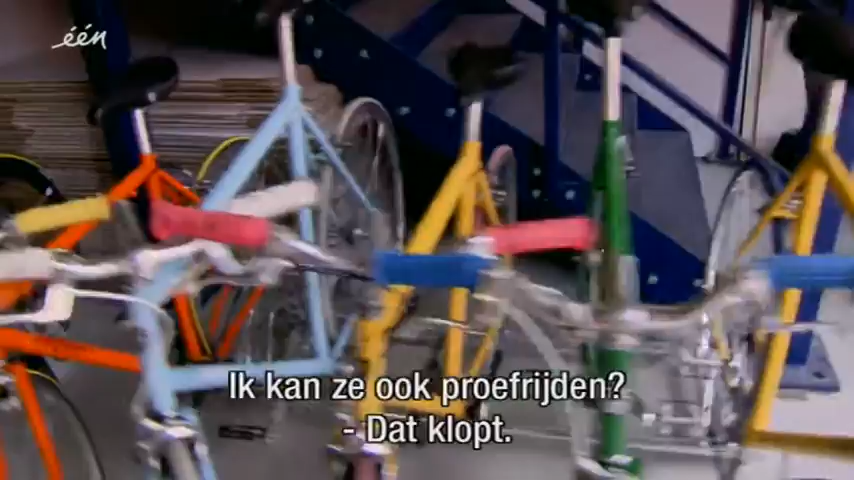 één
Ik kan ze ook proefrijden?
- Dat klopt.